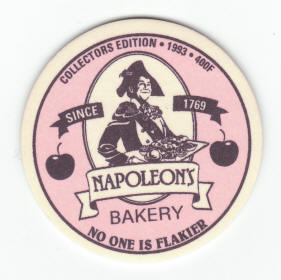 COLLECTORS EDITION • 1993 • 400F
SINCE 1769
NAPOLEON'S
BAKERY
NO ONE IS FLAKIER